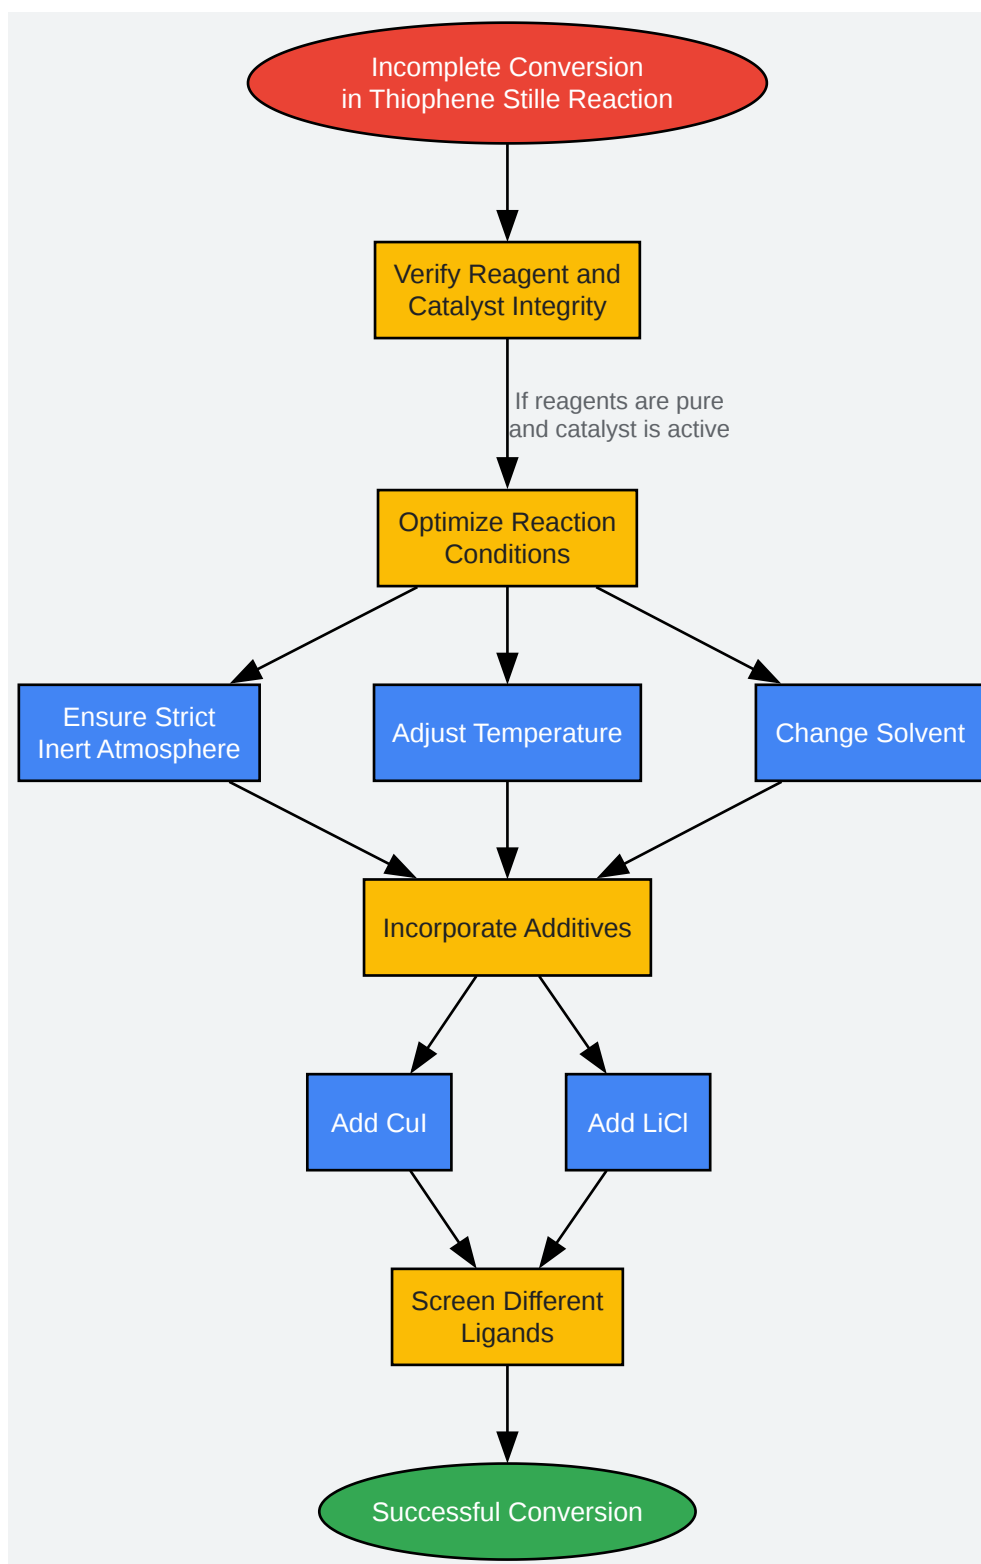 Incomplete Conversion
in Thiophene Stille Reaction
Verify Reagent and
Catalyst Integrity
If reagents are pure
and catalyst is active
Optimize Reaction
Conditions
Ensure Strict
Inert Atmosphere
Adjust Temperature
Change Solvent
Incorporate Additives
Add CuI
Add LiCl
Screen Different
Ligands
Successful Conversion